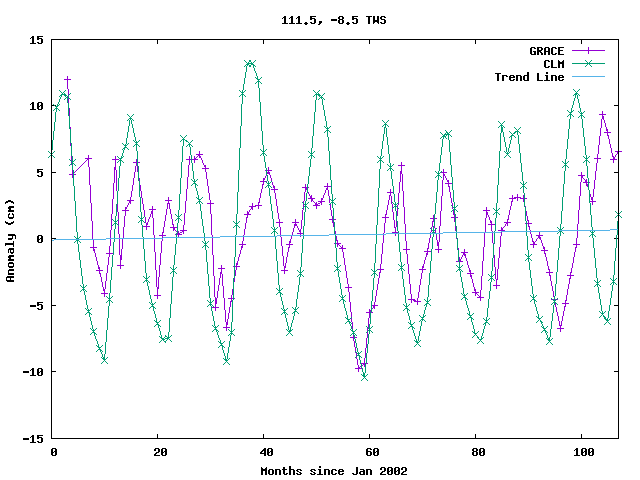 111.5, -8.5 TWS
GRACE
CLM
Trend Line
15
10
5
0
-5
-10
-15
Anomaly (cm)
0 20 40 60 80 100
Months since Jan 2002